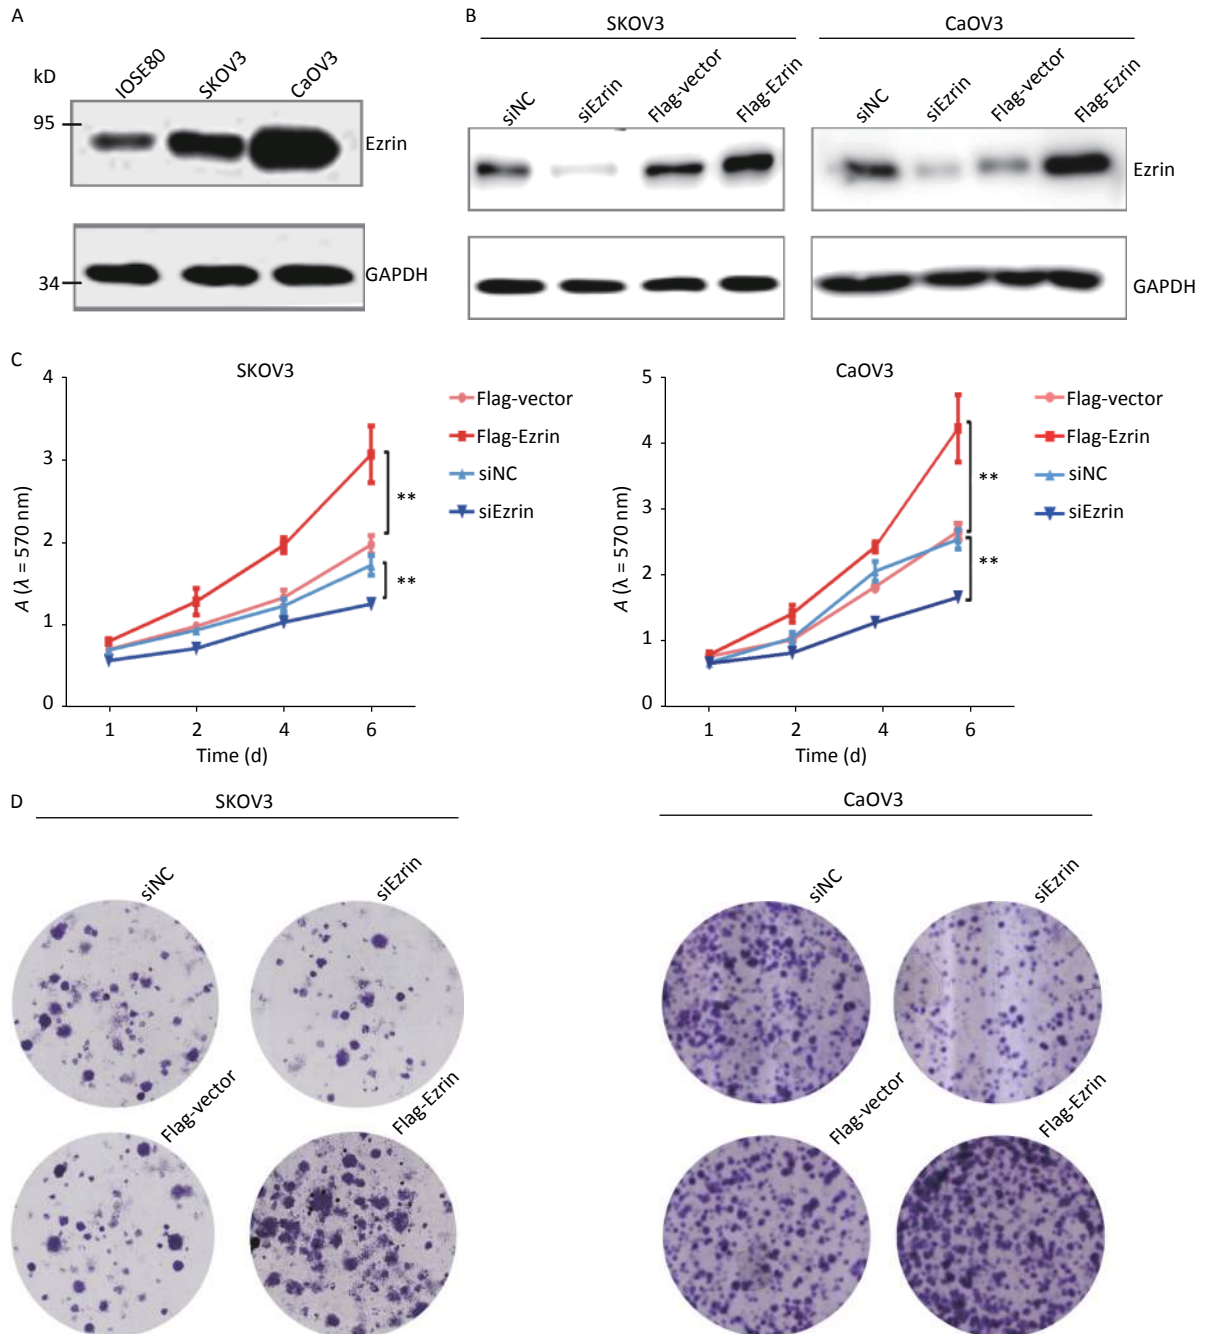 A
kD
IOSE80
SKOV3
CaOV3
95
Ezrin
34
GAPDH
B
SKOV3
CaOV3
siNC
siEzrin
Flag-vector
Flag-Ezrin
siNC
siEzrin
Flag-vector
Flag-Ezrin
Ezrin
GAPDH
C
SKOV3
4
3
2
1
0
A (λ = 570 nm)
1 2 4 6
Time (d)
Flag-vector
Flag-Ezrin
siNC
siEzrin
**
**
CaOV3
5
4
3
2
1
0
A (λ = 570 nm)
1 2 4 6
Time (d)
Flag-vector
Flag-Ezrin
siNC
siEzrin
**
**
D
SKOV3
siNC
siEzrin
Flag-vector
Flag-Ezrin
CaOV3
siNC
siEzrin
Flag-vector
Flag-Ezrin